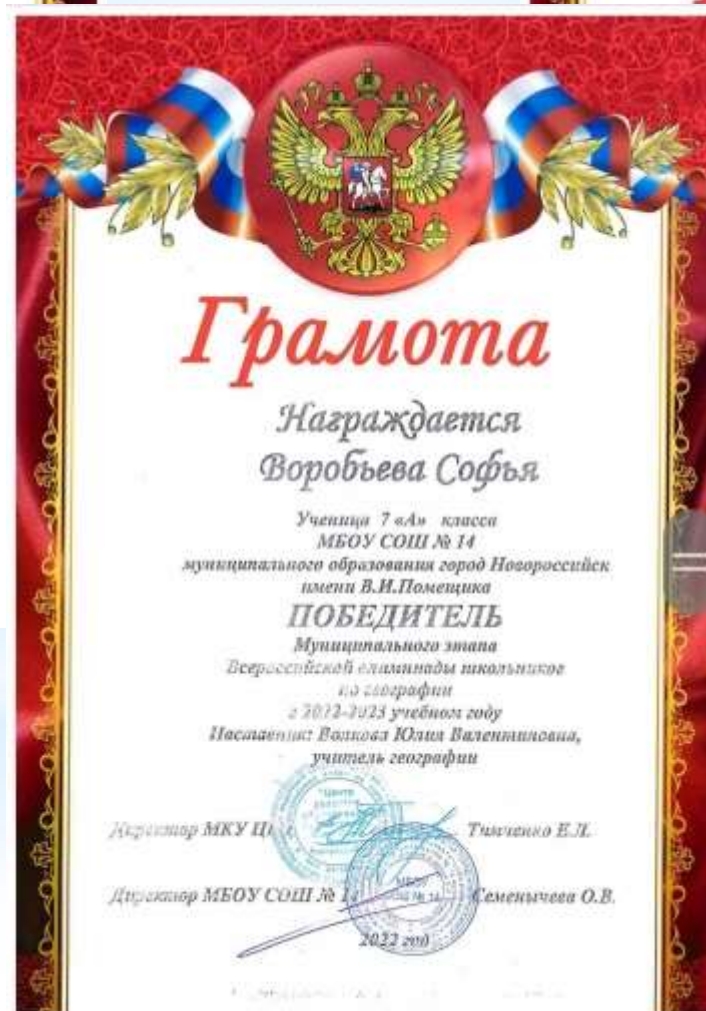 Грамота
Награждается
Воробьева Софья
Ученица 7 «А» класса
МБОУ СОШ № 14
муниципального образования город Новороссийск
имени В.И.Помещика
ПОБЕДИТЕЛЬ
Муниципального этапа
Всероссийской олимпиады школьников
по географии
в 2022-2023 учебном году
Наставник: Волкова Юлия Валентиновна,
учитель географии
Директор МКУ Ц Тимченко Е.Л.
Директор МБОУ СОШ № 14 Семенычева О.В.
2022 год